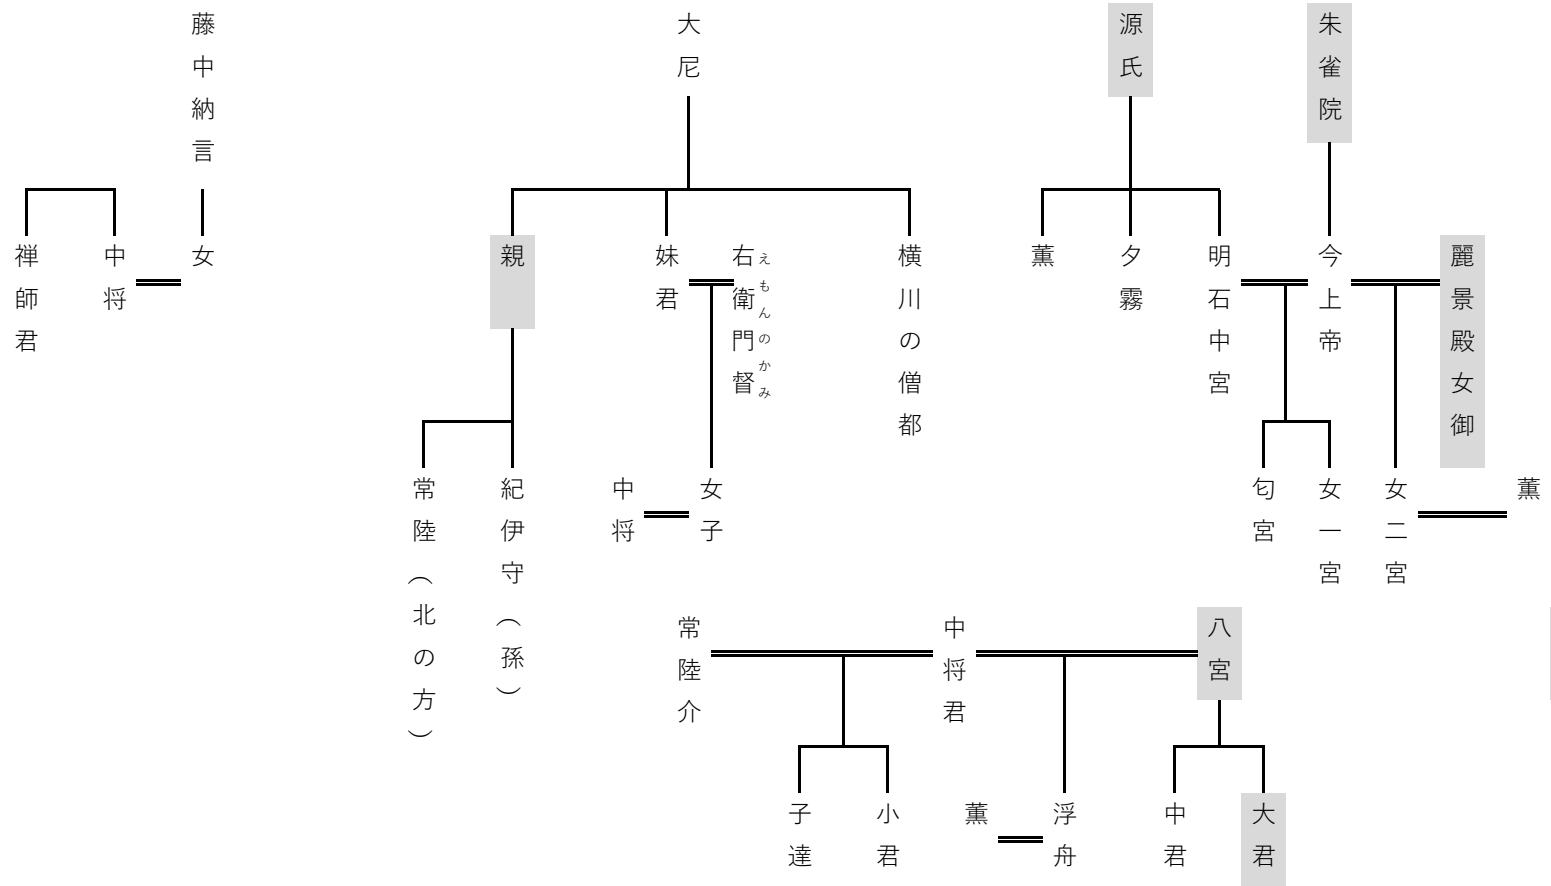 朱雀院
源氏
大尼
藤中納言
麗景殿女御
今上帝
明石中宮
夕霧
薫
横川の僧都
右衛門督
えもんのかみ
妹君
親
女
中将
禅師君
薫
女二宮
女一宮
匂宮
女子
中将
紀伊守（孫）
常陸（北の方）
八宮
中将君
常陸介
大君
中君
浮舟
薫
小君
子達